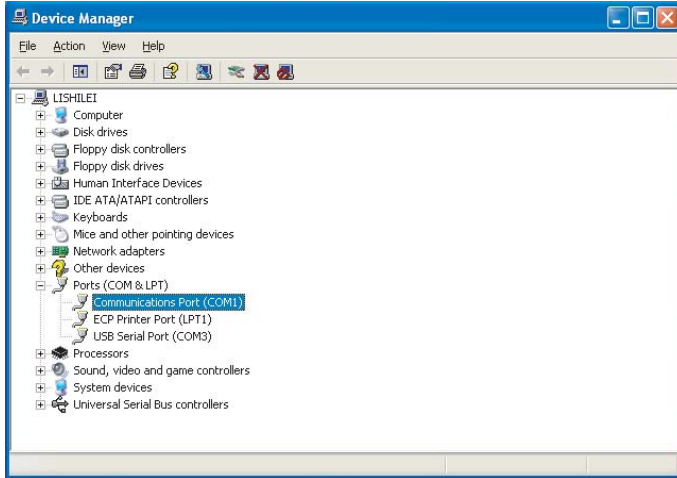 Device Manager
File Action View Help
LISHILEI
Computer
Disk drives
Floppy disk controllers
Floppy disk drives
Human Interface Devices
IDE ATA/ATAPI controllers
Keyboards
Mice and other pointing devices
Network adapters
Other devices
Ports (COM & LPT)
Communications Port (COM1)
ECP Printer Port (LPT1)
USB Serial Port (COM3)
Processors
Sound, video and game controllers
System devices
Universal Serial Bus controllers